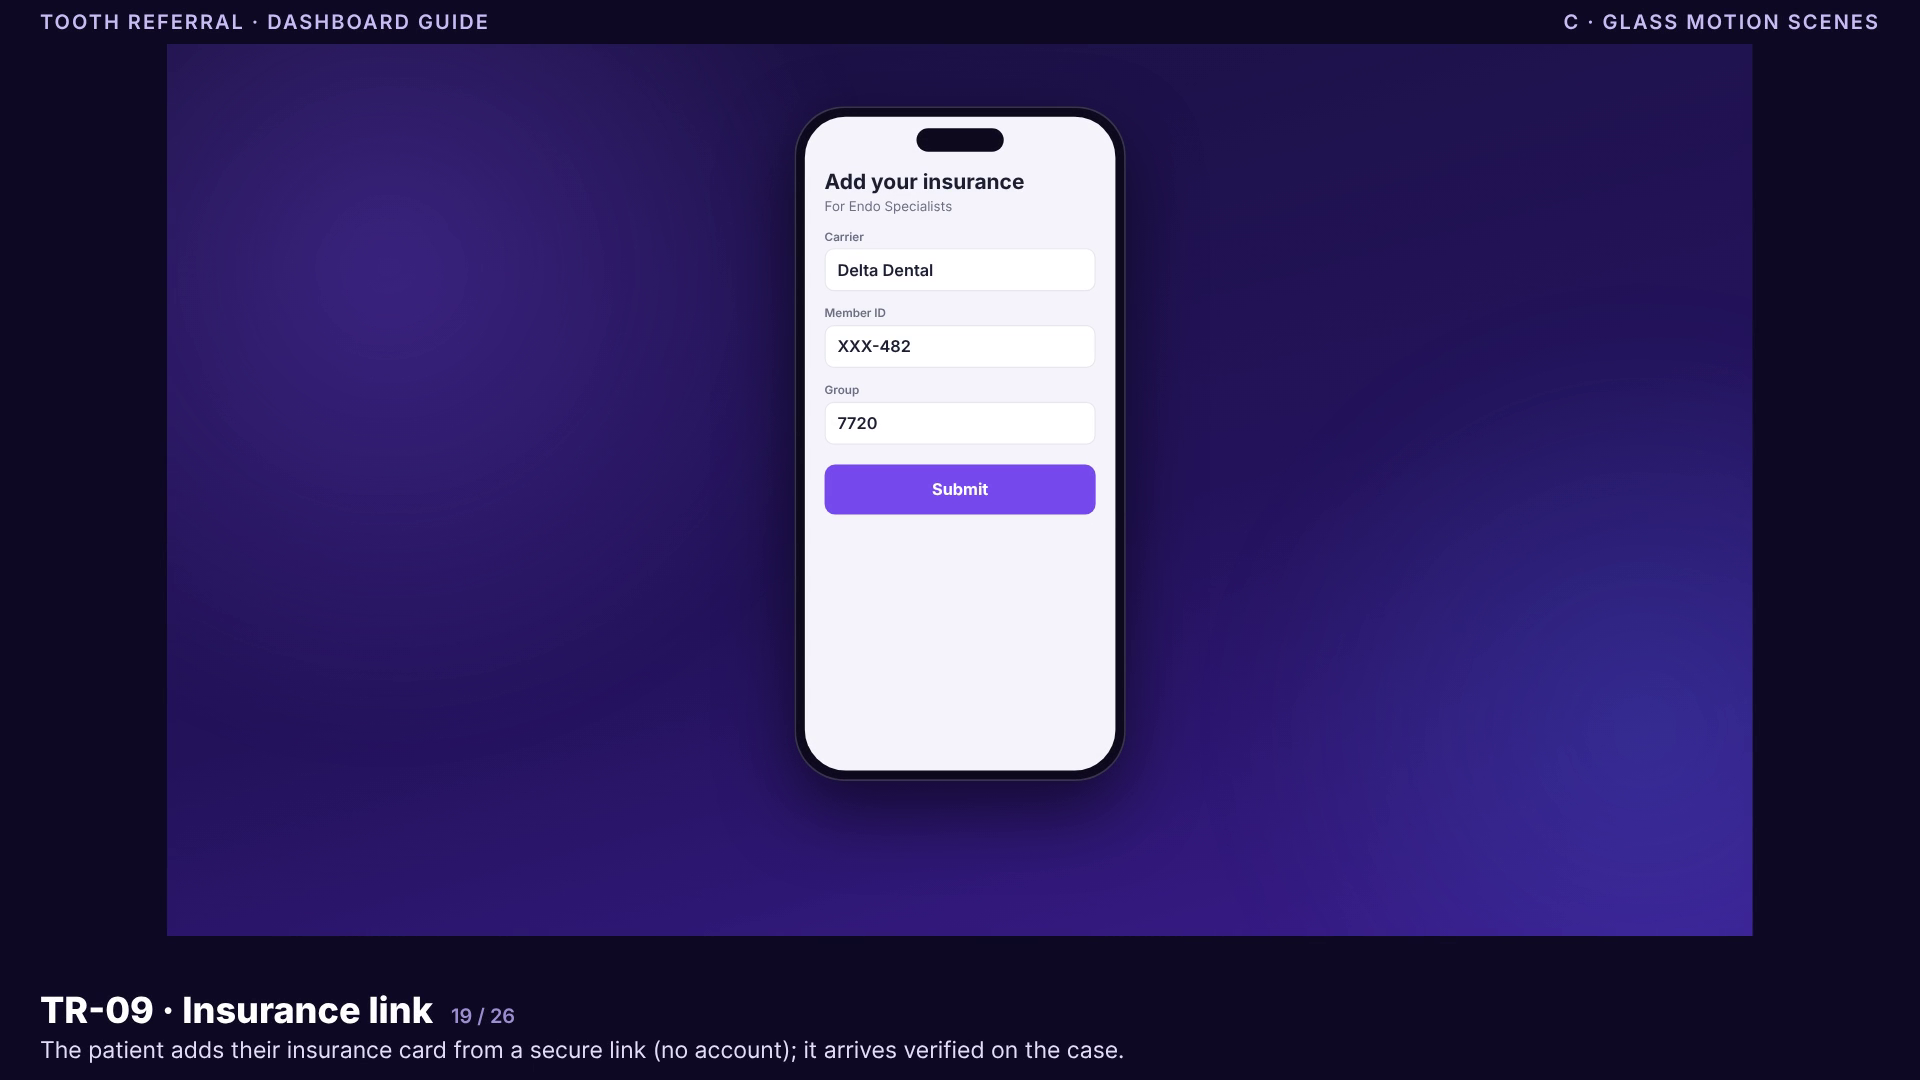 TOOTH REFERRAL · DASHBOARD GUIDE
C · GLASS MOTION SCENES
Add your insurance
For Endo Specialists
Carrier
Delta Dental
Member ID
XXX-482
Group
7720
Submit
TR-09 · Insurance link 19 / 26
The patient adds their insurance card from a secure link (no account); it arrives verified on the case.